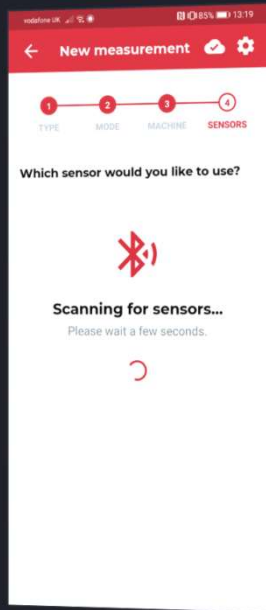 vodafone UK 85% 13:19
New measurement
1 2 3 4
TYPE MODE MACHINE SENSORS
Which sensor would you like to use?
Scanning for sensors...
Please wait a few seconds.